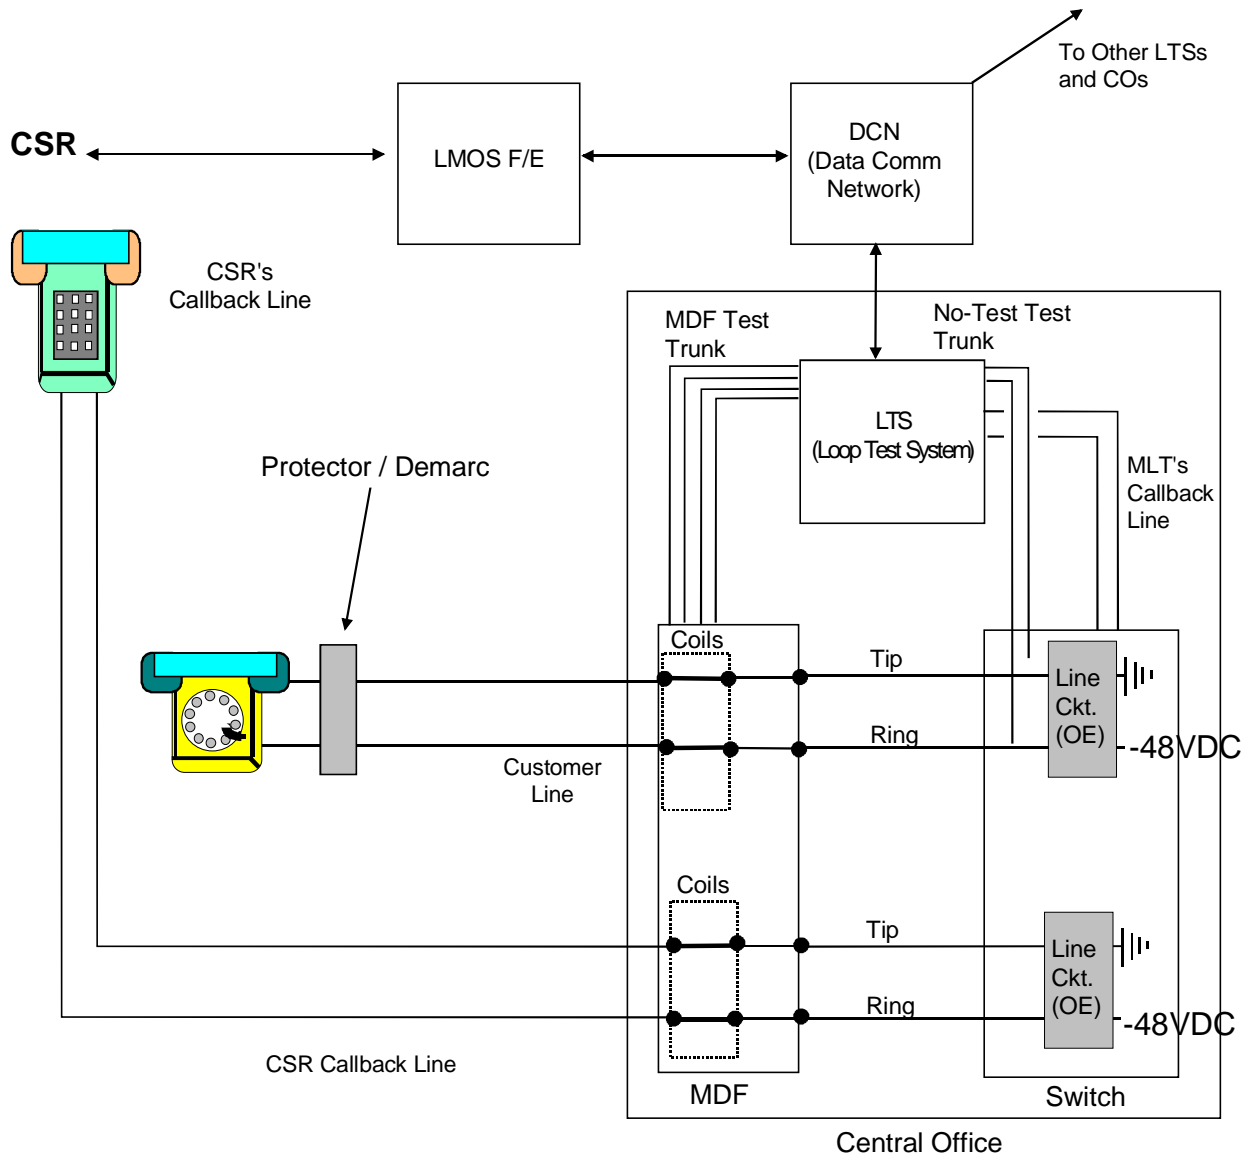 To Other LTSs
and COs
CSR
LMOS F/E
DCN
(Data Comm
Network)
CSR's
Callback Line
MDF Test
Trunk
No-Test Test
Trunk
LTS
(Loop Test System)
MLT's
Callback
Line
Protector / Demarc
Coils
Tip
Line
Ckt.
(OE)
Ring
-48VDC
Customer
Line
Coils
Tip
Line
Ckt.
(OE)
Ring
-48VDC
CSR Callback Line
MDF
Switch
Central Office